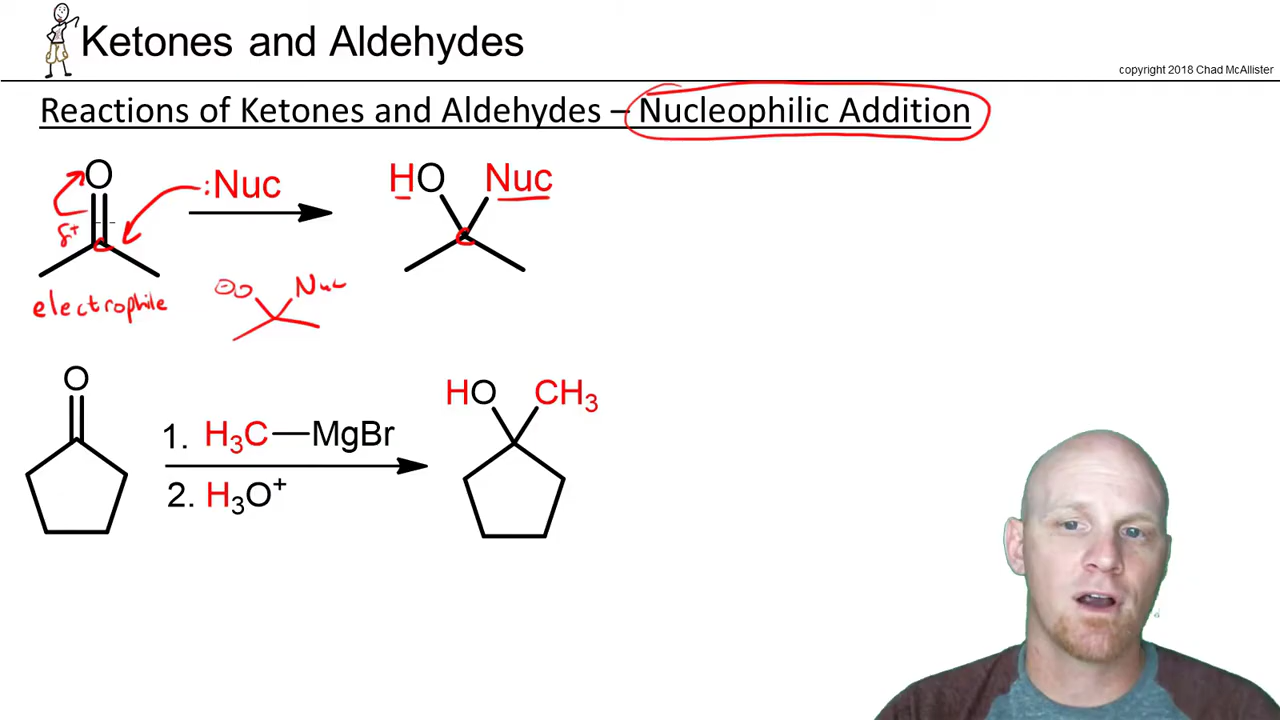 Ketones and Aldehydes
copyright 2018 Chad McAllister
Reactions of Ketones and Aldehydes – Nucleophilic Addition
O :Nuc HO Nuc
δ+
electrophile ⊖O Nuc
O HO CH₃
1. H₃C—MgBr
2. H₃O⁺